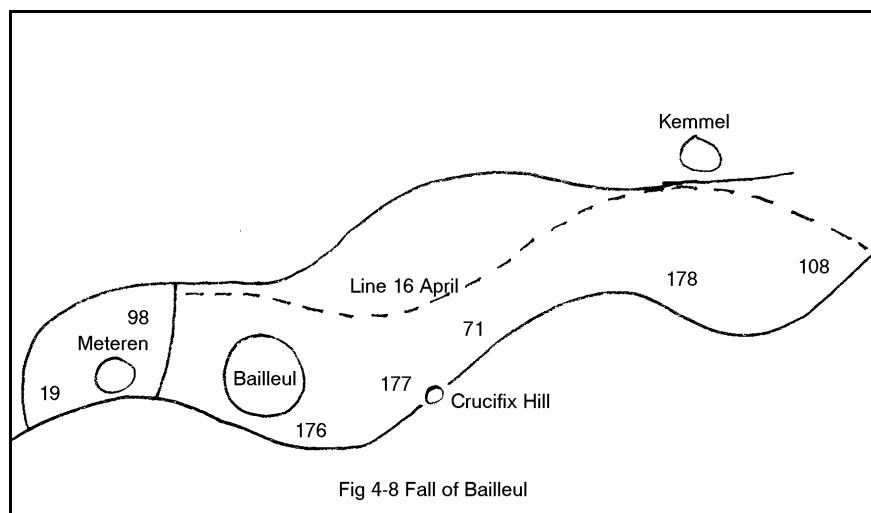 Kemmel
108
178
Line 16 April
98
71
Meteren
Bailleul
177
19
Crucifix Hill
176
Fig 4-8 Fall of Bailleul